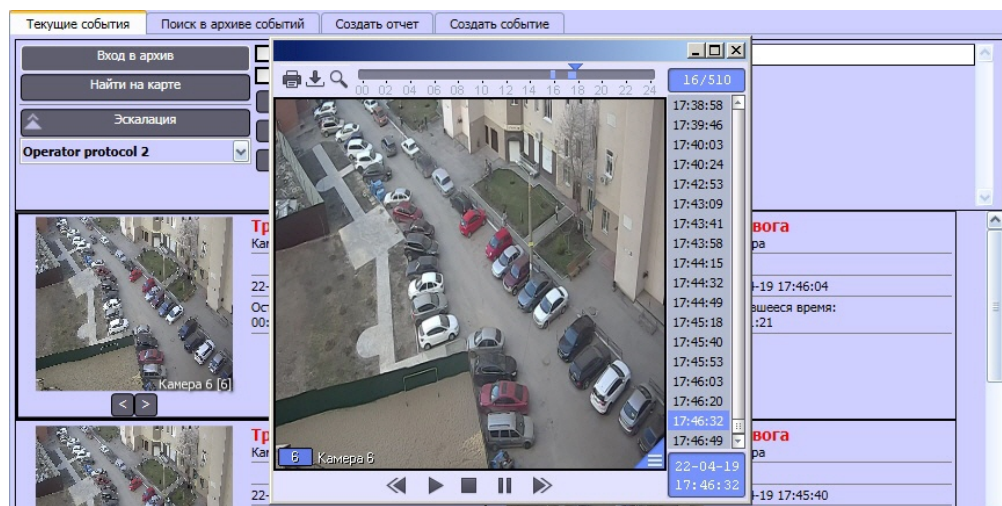 Текущие события
Поиск в архиве событий
Создать отчет
Создать событие
Вход в архив
Найти на карте
Эскалация
Operator protocol 2
16/510
00 02 04 06 08 10 12 14 16 18 20 22 24
17:38:58
17:39:46
17:40:03
17:40:24
17:42:53
17:43:09
17:43:41
17:43:58
17:44:15
17:44:32
17:44:49
17:45:18
17:45:40
17:45:53
17:46:03
17:46:20
17:46:32
17:46:49
6 Камера 6
22-04-19
17:46:32
Камера 6 [6]
< >
Тр
Кам
22-
Ост
00:
вога
ра
-19 17:46:04
вшееся время:
:21
Тр
Кам
22-
вога
ра
-19 17:45:40